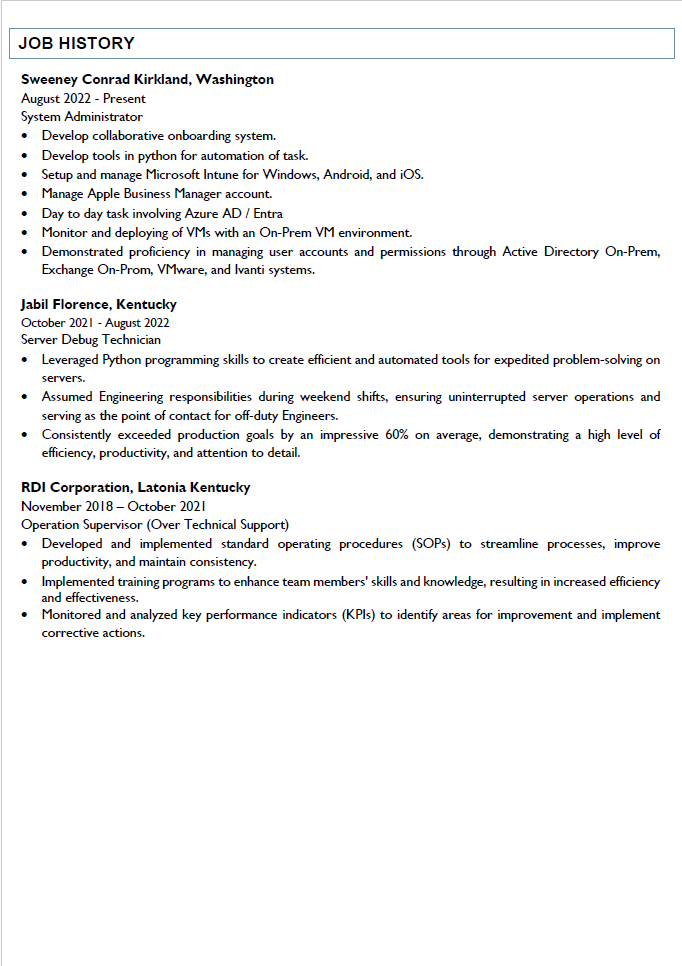 JOB HISTORY
Sweeney Conrad Kirkland, Washington
August 2022 - Present
System Administrator
• Develop collaborative onboarding system.
• Develop tools in python for automation of task.
• Setup and manage Microsoft Intune for Windows, Android, and iOS.
• Manage Apple Business Manager account.
• Day to day task involving Azure AD / Entra
• Monitor and deploying of VMs with an On-Prem VM environment.
• Demonstrated proficiency in managing user accounts and permissions through Active Directory On-Prem,
Exchange On-Prom, VMware, and Ivanti systems.
Jabil Florence, Kentucky
October 2021 - August 2022
Server Debug Technician
• Leveraged Python programming skills to create efficient and automated tools for expedited problem-solving on
servers.
• Assumed Engineering responsibilities during weekend shifts, ensuring uninterrupted server operations and
serving as the point of contact for off-duty Engineers.
• Consistently exceeded production goals by an impressive 60% on average, demonstrating a high level of
efficiency, productivity, and attention to detail.
RDI Corporation, Latonia Kentucky
November 2018 – October 2021
Operation Supervisor (Over Technical Support)
• Developed and implemented standard operating procedures (SOPs) to streamline processes, improve
productivity, and maintain consistency.
• Implemented training programs to enhance team members' skills and knowledge, resulting in increased efficiency
and effectiveness.
• Monitored and analyzed key performance indicators (KPIs) to identify areas for improvement and implement
corrective actions.